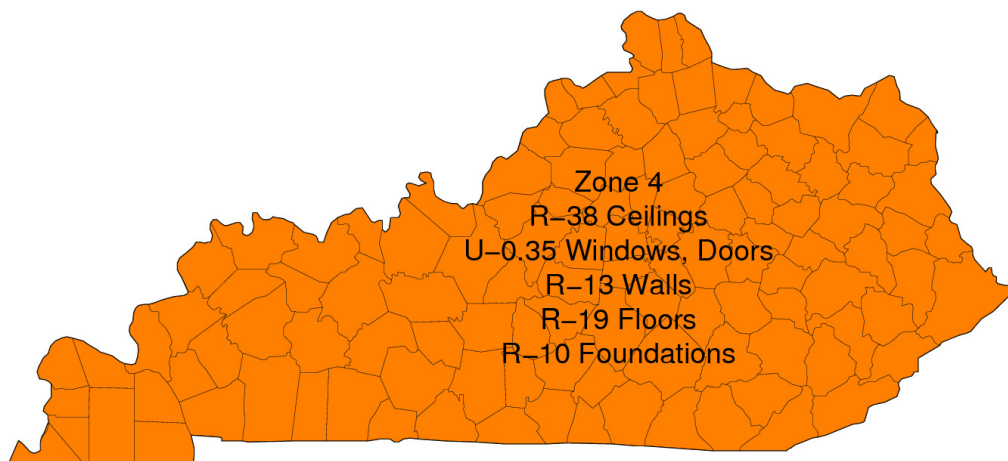 Zone 4
R−38 Ceilings
U−0.35 Windows, Doors
R−13 Walls
R−19 Floors
R−10 Foundations